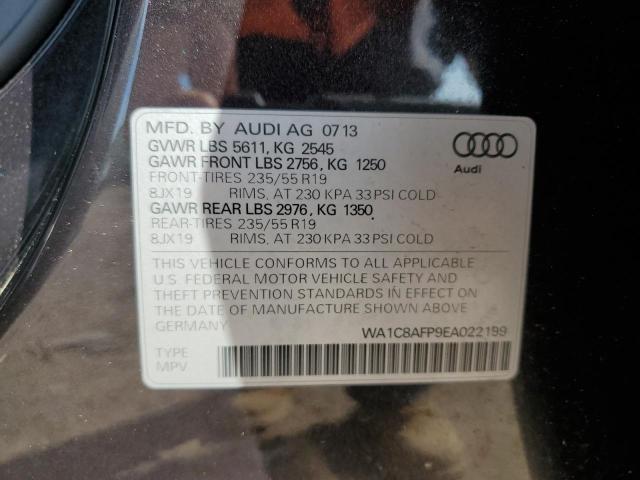 MFD. BY AUDI AG 07 13
GVWR LBS 5611, KG 2545
GAWR FRONT LBS 2756, KG 1250
FRONT-TIRES 235/55 R19
8JX19 RIMS, AT 230 KPA 33 PSI COLD
GAWR REAR LBS 2976, KG 1350
REAR-TIRES 235/55 R19
8JX19 RIMS, AT 230 KPA 33 PSI COLD
Audi
THIS VEHICLE CONFORMS TO ALL APPLICABLE
U.S. FEDERAL MOTOR VEHICLE SAFETY AND
THEFT PREVENTION STANDARDS IN EFFECT ON
THE DATE OF MANUFACTURE SHOWN ABOVE
GERMANY
WA1C8AFP9EA022199
TYPE
MPV